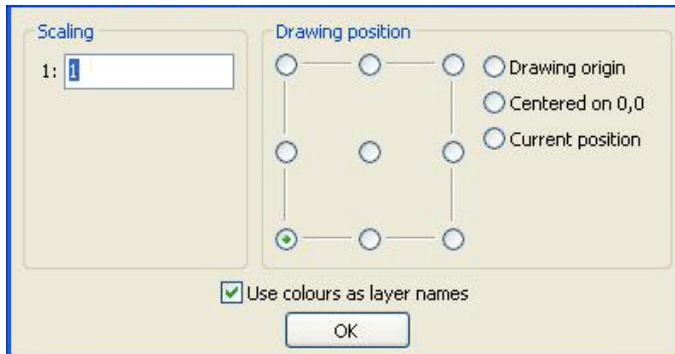 Scaling
1: 1
Drawing position
Drawing origin
Centered on 0,0
Current position
Use colours as layer names
OK